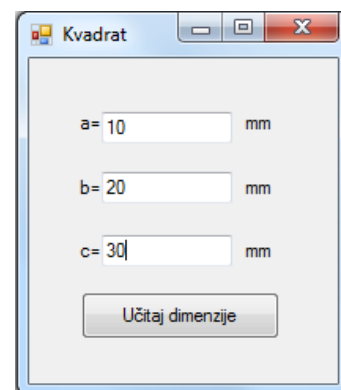 Kvadrat
a= 10 mm
b= 20 mm
c= 30 mm
Učitaj dimenzije